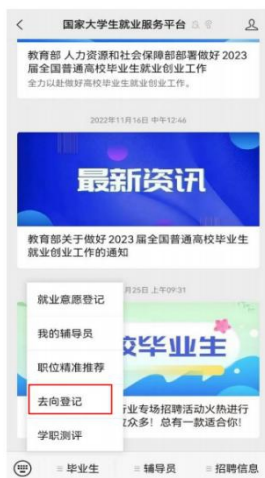 国家大学生就业服务平台
教育部 人力资源和社会保障部部署做好2023
届全国普通高校毕业生就业创业工作
全力以赴做好高校毕业生就业创业工作。
2022年11月16日 中午12:46
最新资讯
教育部关于做好2023届全国普通高校毕业生
就业创业工作的通知
月25日 上午09:31
就业意愿登记
我的辅导员
校毕业生
职位精准推荐
去向登记
行业专场招聘活动火热进行
众多！总有一款适合你！
学职测评
毕业生
辅导员
招聘信息